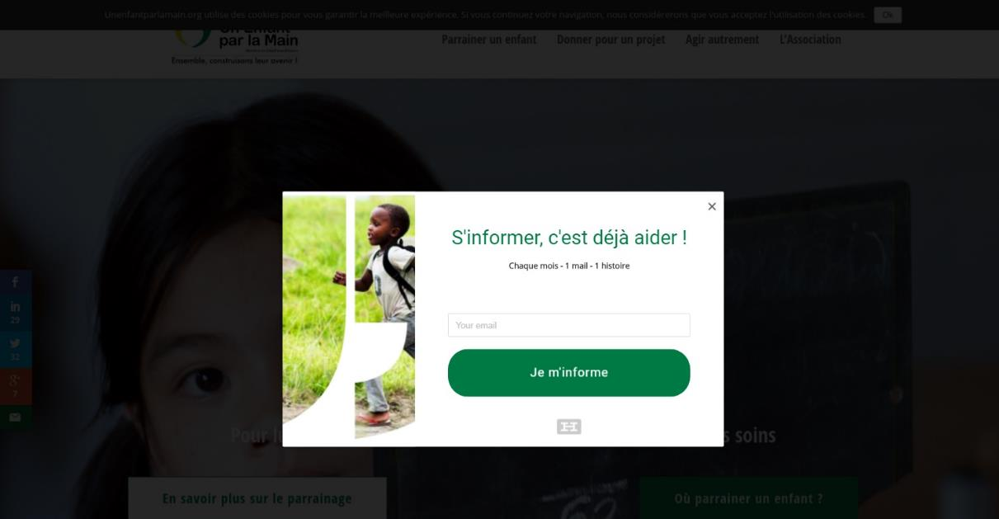 Unenfantparlamain.org utilise des cookies pour vous garantir la meilleure expérience. Si vous continuez votre navigation, nous considérerons que vous acceptez l'utilisation des cookies. Ok
Un Enfant
par la Main
Ensemble, construisons leur avenir !
Parrainer un enfant Donner pour un projet Agir autrement L'Association
S'informer, c'est déjà aider !
Chaque mois - 1 mail - 1 histoire
Your email
Je m'informe
29
32
7
Pour
soins
En savoir plus sur le parrainage
Où parrainer un enfant ?